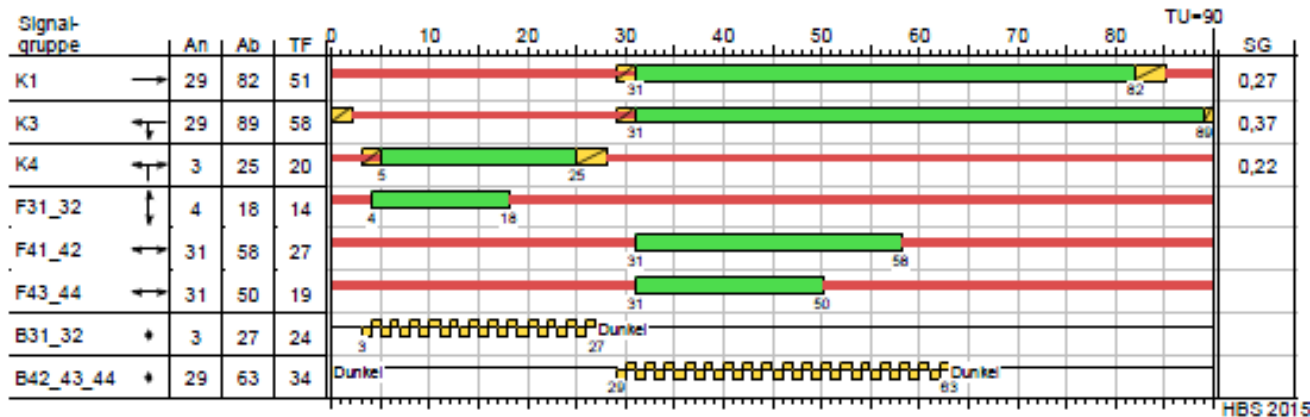 TU=90
Signal-
gruppe An Ab TF 0 10 20 30 40 50 60 70 80 SG
K1 29 82 51 31 82 0,27
K3 29 89 58 31 89 0,37
K4 3 25 20 5 25 0,22
F31_32 4 18 14 4 18
F41_42 31 58 27 31 58
F43_44 31 50 19 31 50
B31_32 3 27 24 3 27 Dunkel
B42_43_44 29 63 34 Dunkel 29 63 Dunkel
HBS 2015